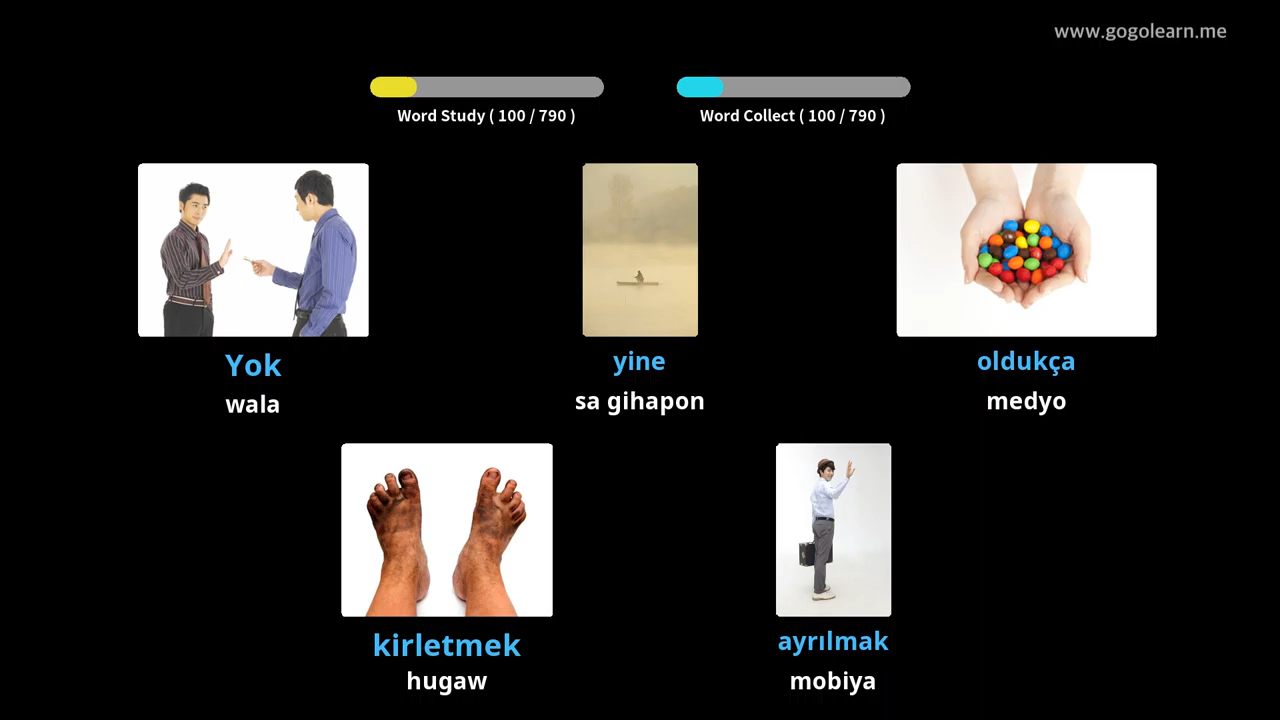 www.gogolearn.me
Word Study ( 100 / 790 )
Word Collect ( 100 / 790 )
Yok
wala
yine
sa gihapon
oldukça
medyo
kirletmek
hugaw
ayrılmak
mobiya